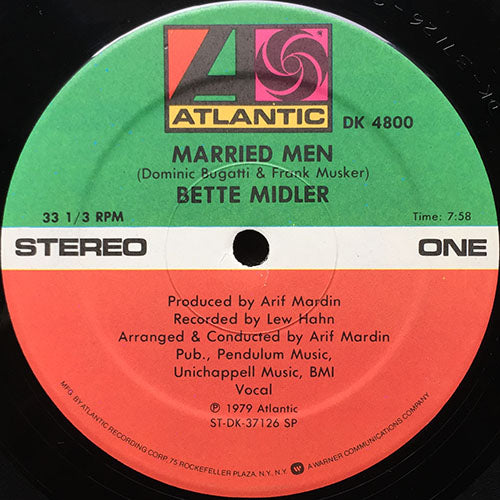 ATLANTIC
DK 4800
MARRIED MEN
(Dominic Bugatti & Frank Musker)
BETTE MIDLER
33 1/3 RPM
Time: 7:58
STEREO
ONE
Produced by Arif Mardin
Recorded by Lew Hahn
Arranged & Conducted by Arif Mardin
Pub., Pendulum Music,
Unichappell Music, BMI
Vocal
℗ 1979 Atlantic
ST-DK-37126 SP
MFG. BY ATLANTIC RECORDING CORP. 75 ROCKEFELLER PLAZA, N.Y. N.Y. A WARNER COMMUNICATIONS COMPANY